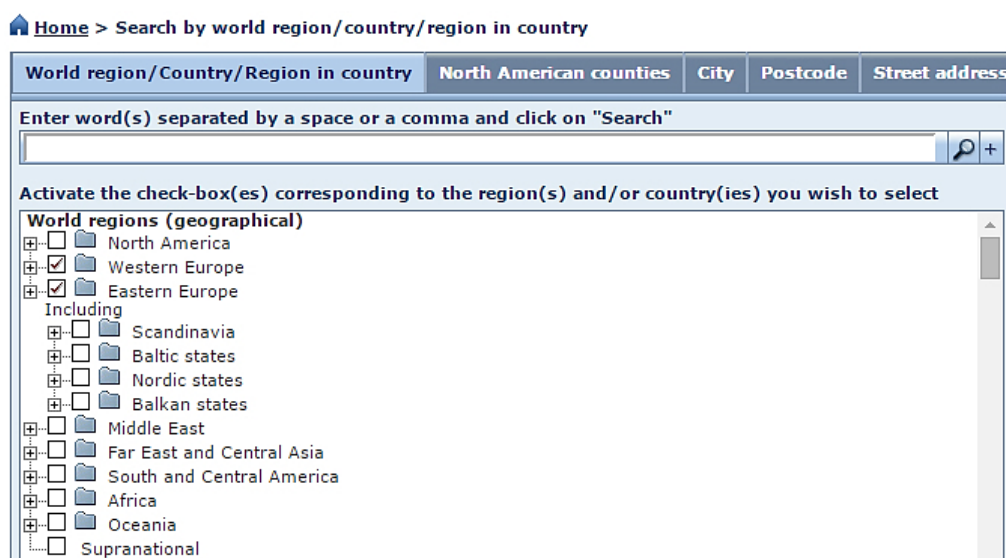 Home > Search by world region/country/region in country
World region/Country/Region in country North American counties City Postcode Street address
Enter word(s) separated by a space or a comma and click on "Search"
+
Activate the check-box(es) corresponding to the region(s) and/or country(ies) you wish to select
World regions (geographical)
North America
Western Europe
Eastern Europe
Including
Scandinavia
Baltic states
Nordic states
Balkan states
Middle East
Far East and Central Asia
South and Central America
Africa
Oceania
Supranational